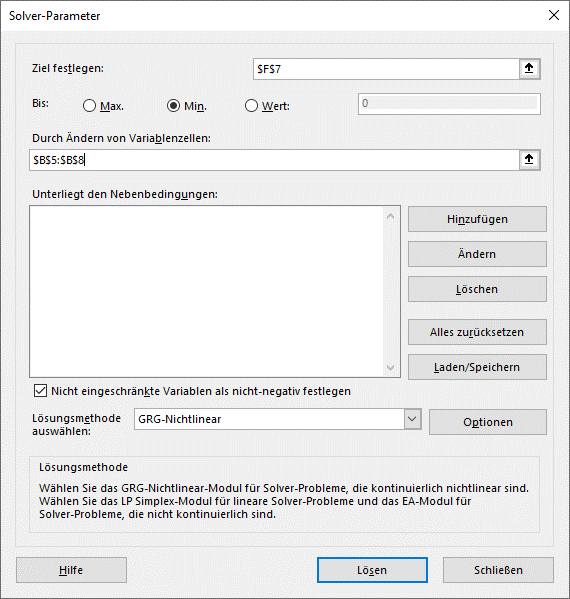 Solver-Parameter
Ziel festlegen: $F$7
Bis: Max. Min. Wert: 0
Durch Ändern von Variablenzellen:
$B$5:$B$8
Unterliegt den Nebenbedingungen:
Hinzufügen
Ändern
Löschen
Alles zurücksetzen
Laden/Speichern
Nicht eingeschränkte Variablen als nicht-negativ festlegen
Lösungsmethode
auswählen:
GRG-Nichtlinear
Optionen
Lösungsmethode
Wählen Sie das GRG-Nichtlinear-Modul für Solver-Probleme, die kontinuierlich nichtlinear sind.
Wählen Sie das LP Simplex-Modul für lineare Solver-Probleme und das EA-Modul für
Solver-Probleme, die nicht kontinuierlich sind.
Hilfe
Lösen
Schließen